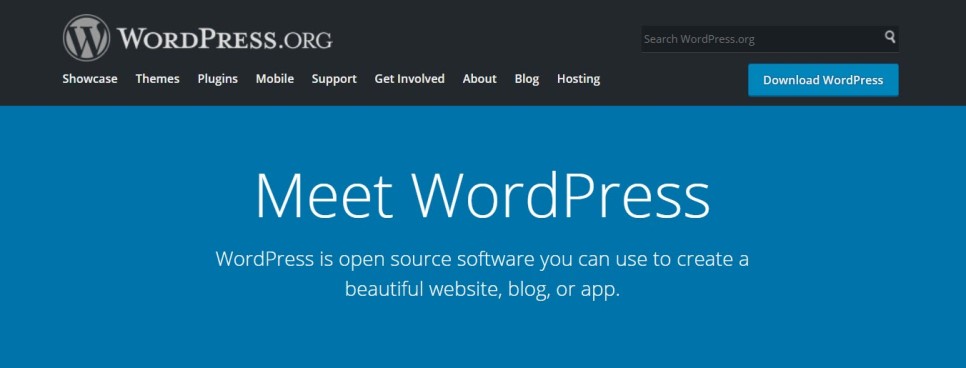 WORDPRESS.ORG
Search WordPress.org
Showcase Themes Plugins Mobile Support Get Involved About Blog Hosting
Download WordPress
Meet WordPress
WordPress is open source software you can use to create a
beautiful website, blog, or app.